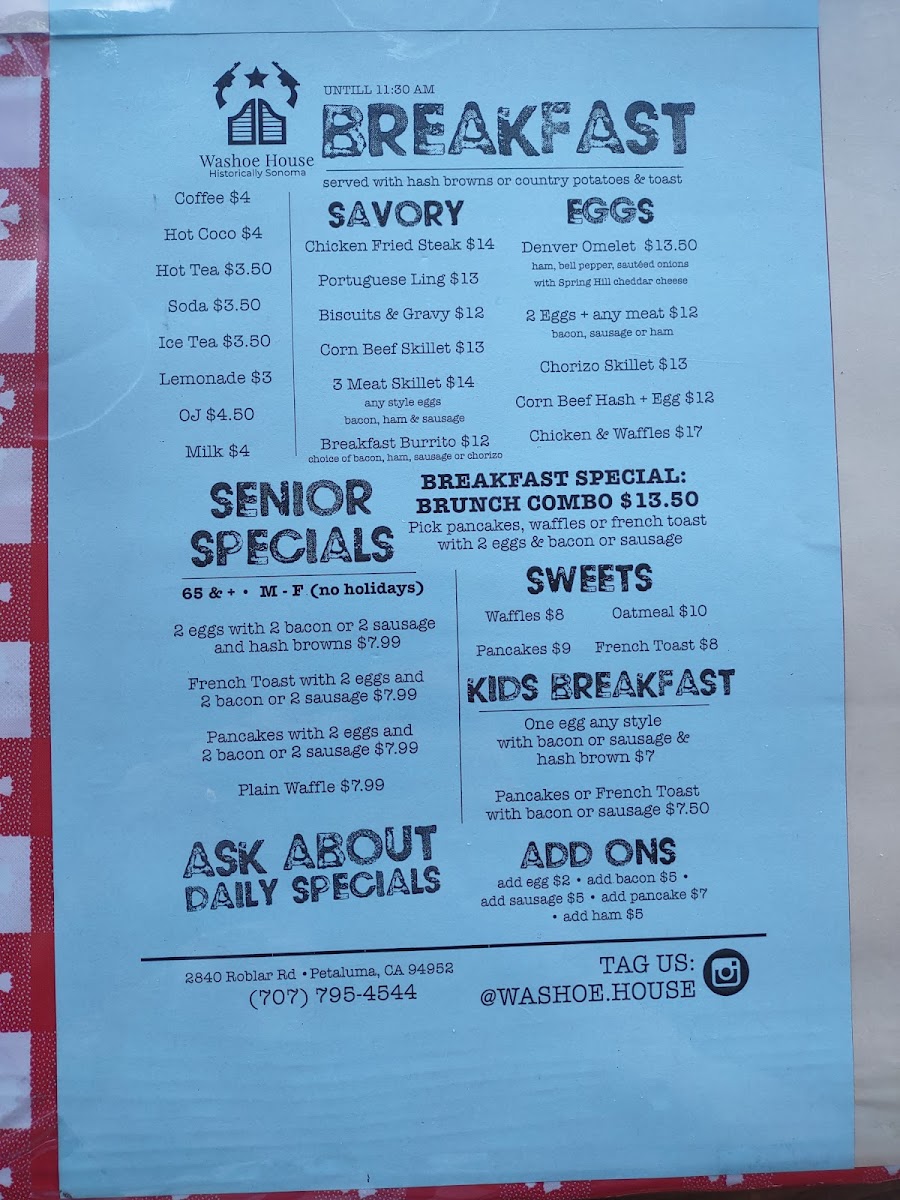 UNTILL 11:30 AM
BREAKFAST
Washoe House
Historically Sonoma
served with hash browns or country potatoes & toast
Coffee $4
Hot Coco $4
Hot Tea $3.50
Soda $3.50
Ice Tea $3.50
Lemonade $3
OJ $4.50
Milk $4
SAVORY
Chicken Fried Steak $14
Portuguese Ling $13
Biscuits & Gravy $12
Corn Beef Skillet $13
3 Meat Skillet $14
any style eggs
bacon, ham & sausage
Breakfast Burrito $12
choice of bacon, ham, sausage or chorizo
EGGS
Denver Omelet $13.50
ham, bell pepper, sautéed onions
with Spring Hill cheddar cheese
2 Eggs + any meat $12
bacon, sausage or ham
Chorizo Skillet $13
Corn Beef Hash + Egg $12
Chicken & Waffles $17
BREAKFAST SPECIAL:
BRUNCH COMBO $13.50
Pick pancakes, waffles or french toast
with 2 eggs & bacon or sausage
SENIOR
SPECIALS
65 & + • M - F (no holidays)
2 eggs with 2 bacon or 2 sausage
and hash browns $7.99
French Toast with 2 eggs and
2 bacon or 2 sausage $7.99
Pancakes with 2 eggs and
2 bacon or 2 sausage $7.99
Plain Waffle $7.99
ASK ABOUT
DAILY SPECIALS
SWEETS
Waffles $8 Oatmeal $10
Pancakes $9 French Toast $8
KIDS BREAKFAST
One egg any style
with bacon or sausage &
hash brown $7
Pancakes or French Toast
with bacon or sausage $7.50
ADD ONS
add egg $2 • add bacon $5 •
add sausage $5 • add pancake $7
• add ham $5
2840 Roblar Rd • Petaluma, CA 94952
(707) 795-4544
TAG US:
@WASHOE.HOUSE